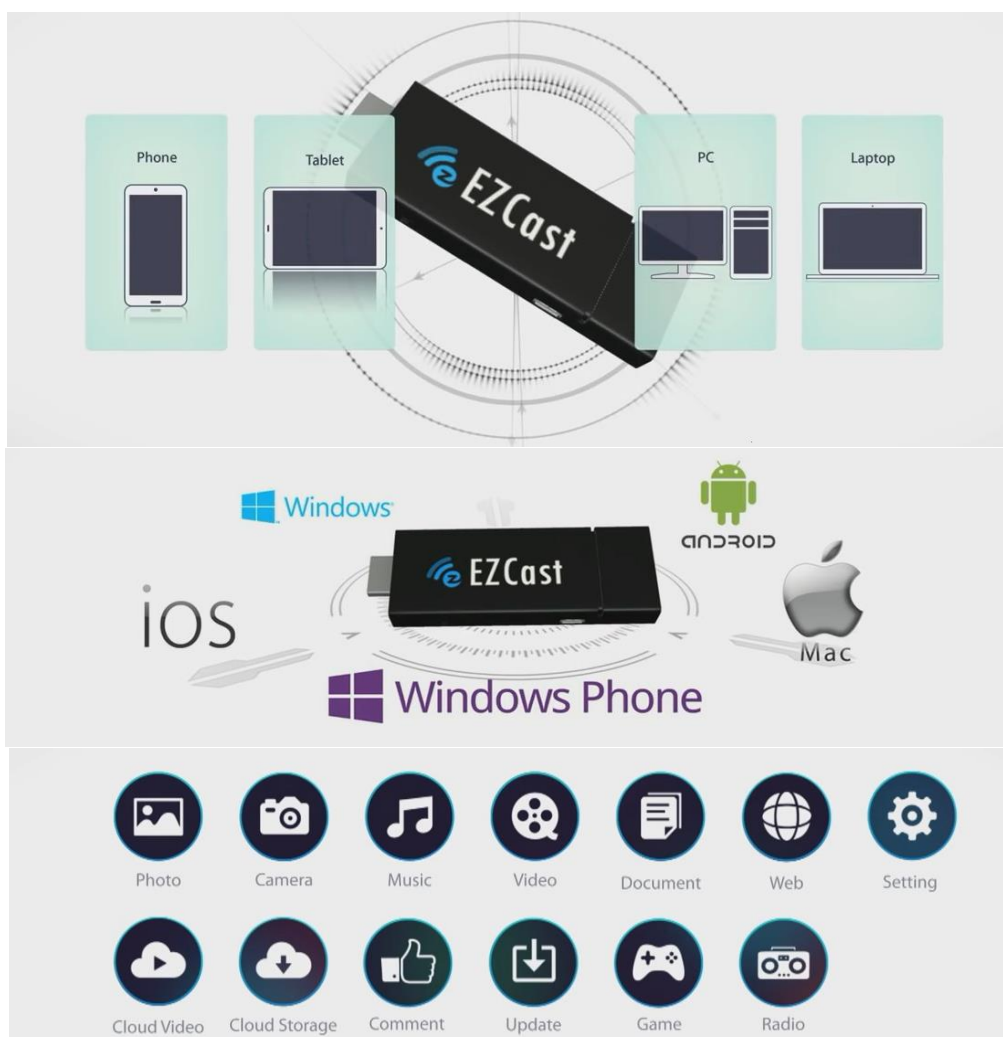 Phone
Tablet
PC
Laptop
EZCast
Windows
ANDROID
EZCast
iOS
Mac
Windows Phone
Photo
Camera
Music
Video
Document
Web
Setting
Cloud Video
Cloud Storage
Comment
Update
Game
Radio